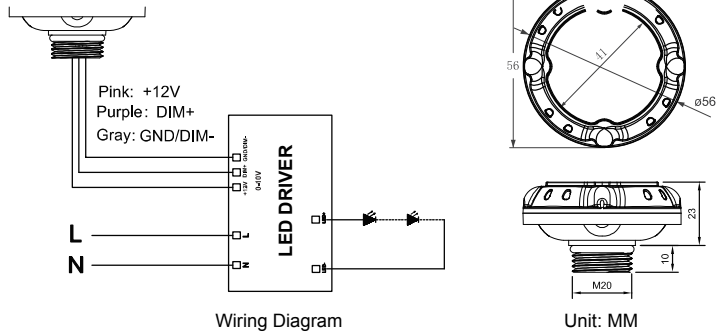 Pink: +12V
Purple: DIM+
Gray: GND/DIM-
GND/DIM-
DIM+
+12V
0-10V
LED DRIVER
L
N
L
N
Wiring Diagram
56
41
ø56
23
10
M20
Unit: MM